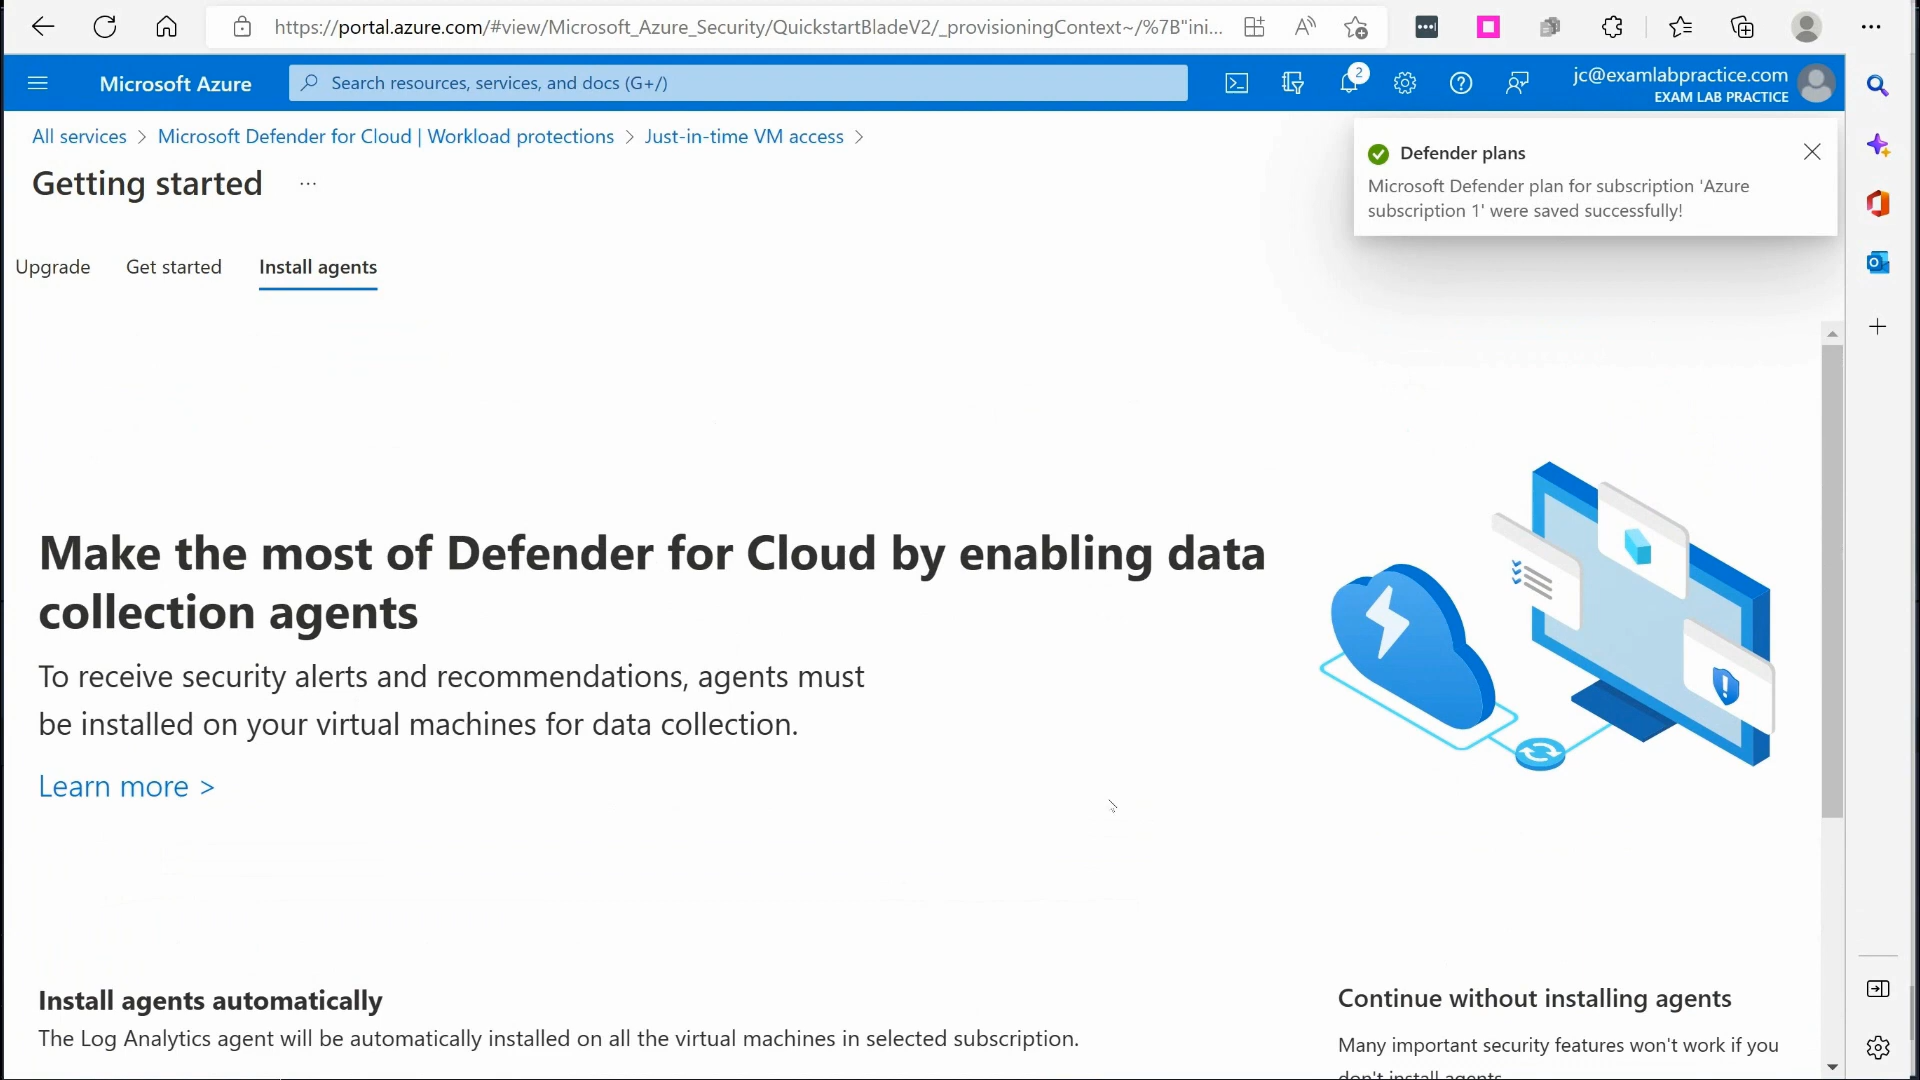 https://portal.azure.com/#view/Microsoft_Azure_Security/QuickstartBladeV2/_provisioningContext~/%7B"ini...
Microsoft Azure
Search resources, services, and docs (G+/)
2
jc@examlabpractice.com
EXAM LAB PRACTICE
All services > Microsoft Defender for Cloud | Workload protections > Just-in-time VM access >
Getting started ...
Defender plans
Microsoft Defender plan for subscription 'Azure
subscription 1' were saved successfully!
Upgrade Get started Install agents
Make the most of Defender for Cloud by enabling data
collection agents
To receive security alerts and recommendations, agents must
be installed on your virtual machines for data collection.
Learn more >
Install agents automatically
The Log Analytics agent will be automatically installed on all the virtual machines in selected subscription.
Continue without installing agents
Many important security features won't work if you
don't install agents